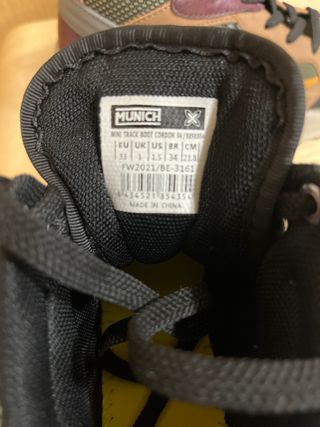 MUNICH X
MINI TRACK BOOT CORDON
EU UK US BR CM
33 1 1.5 34 21.3
FW2021/BE-3161
MADE IN CHINA